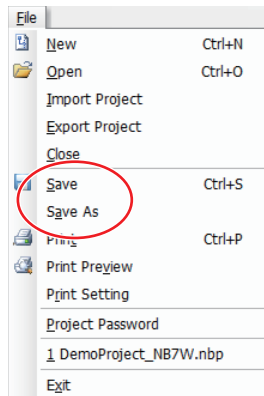 File
New Ctrl+N
Open Ctrl+O
Import Project
Export Project
Close
Save Ctrl+S
Save As
Print Ctrl+P
Print Preview
Print Setting
Project Password
1 DemoProject_NB7W.nbp
Exit